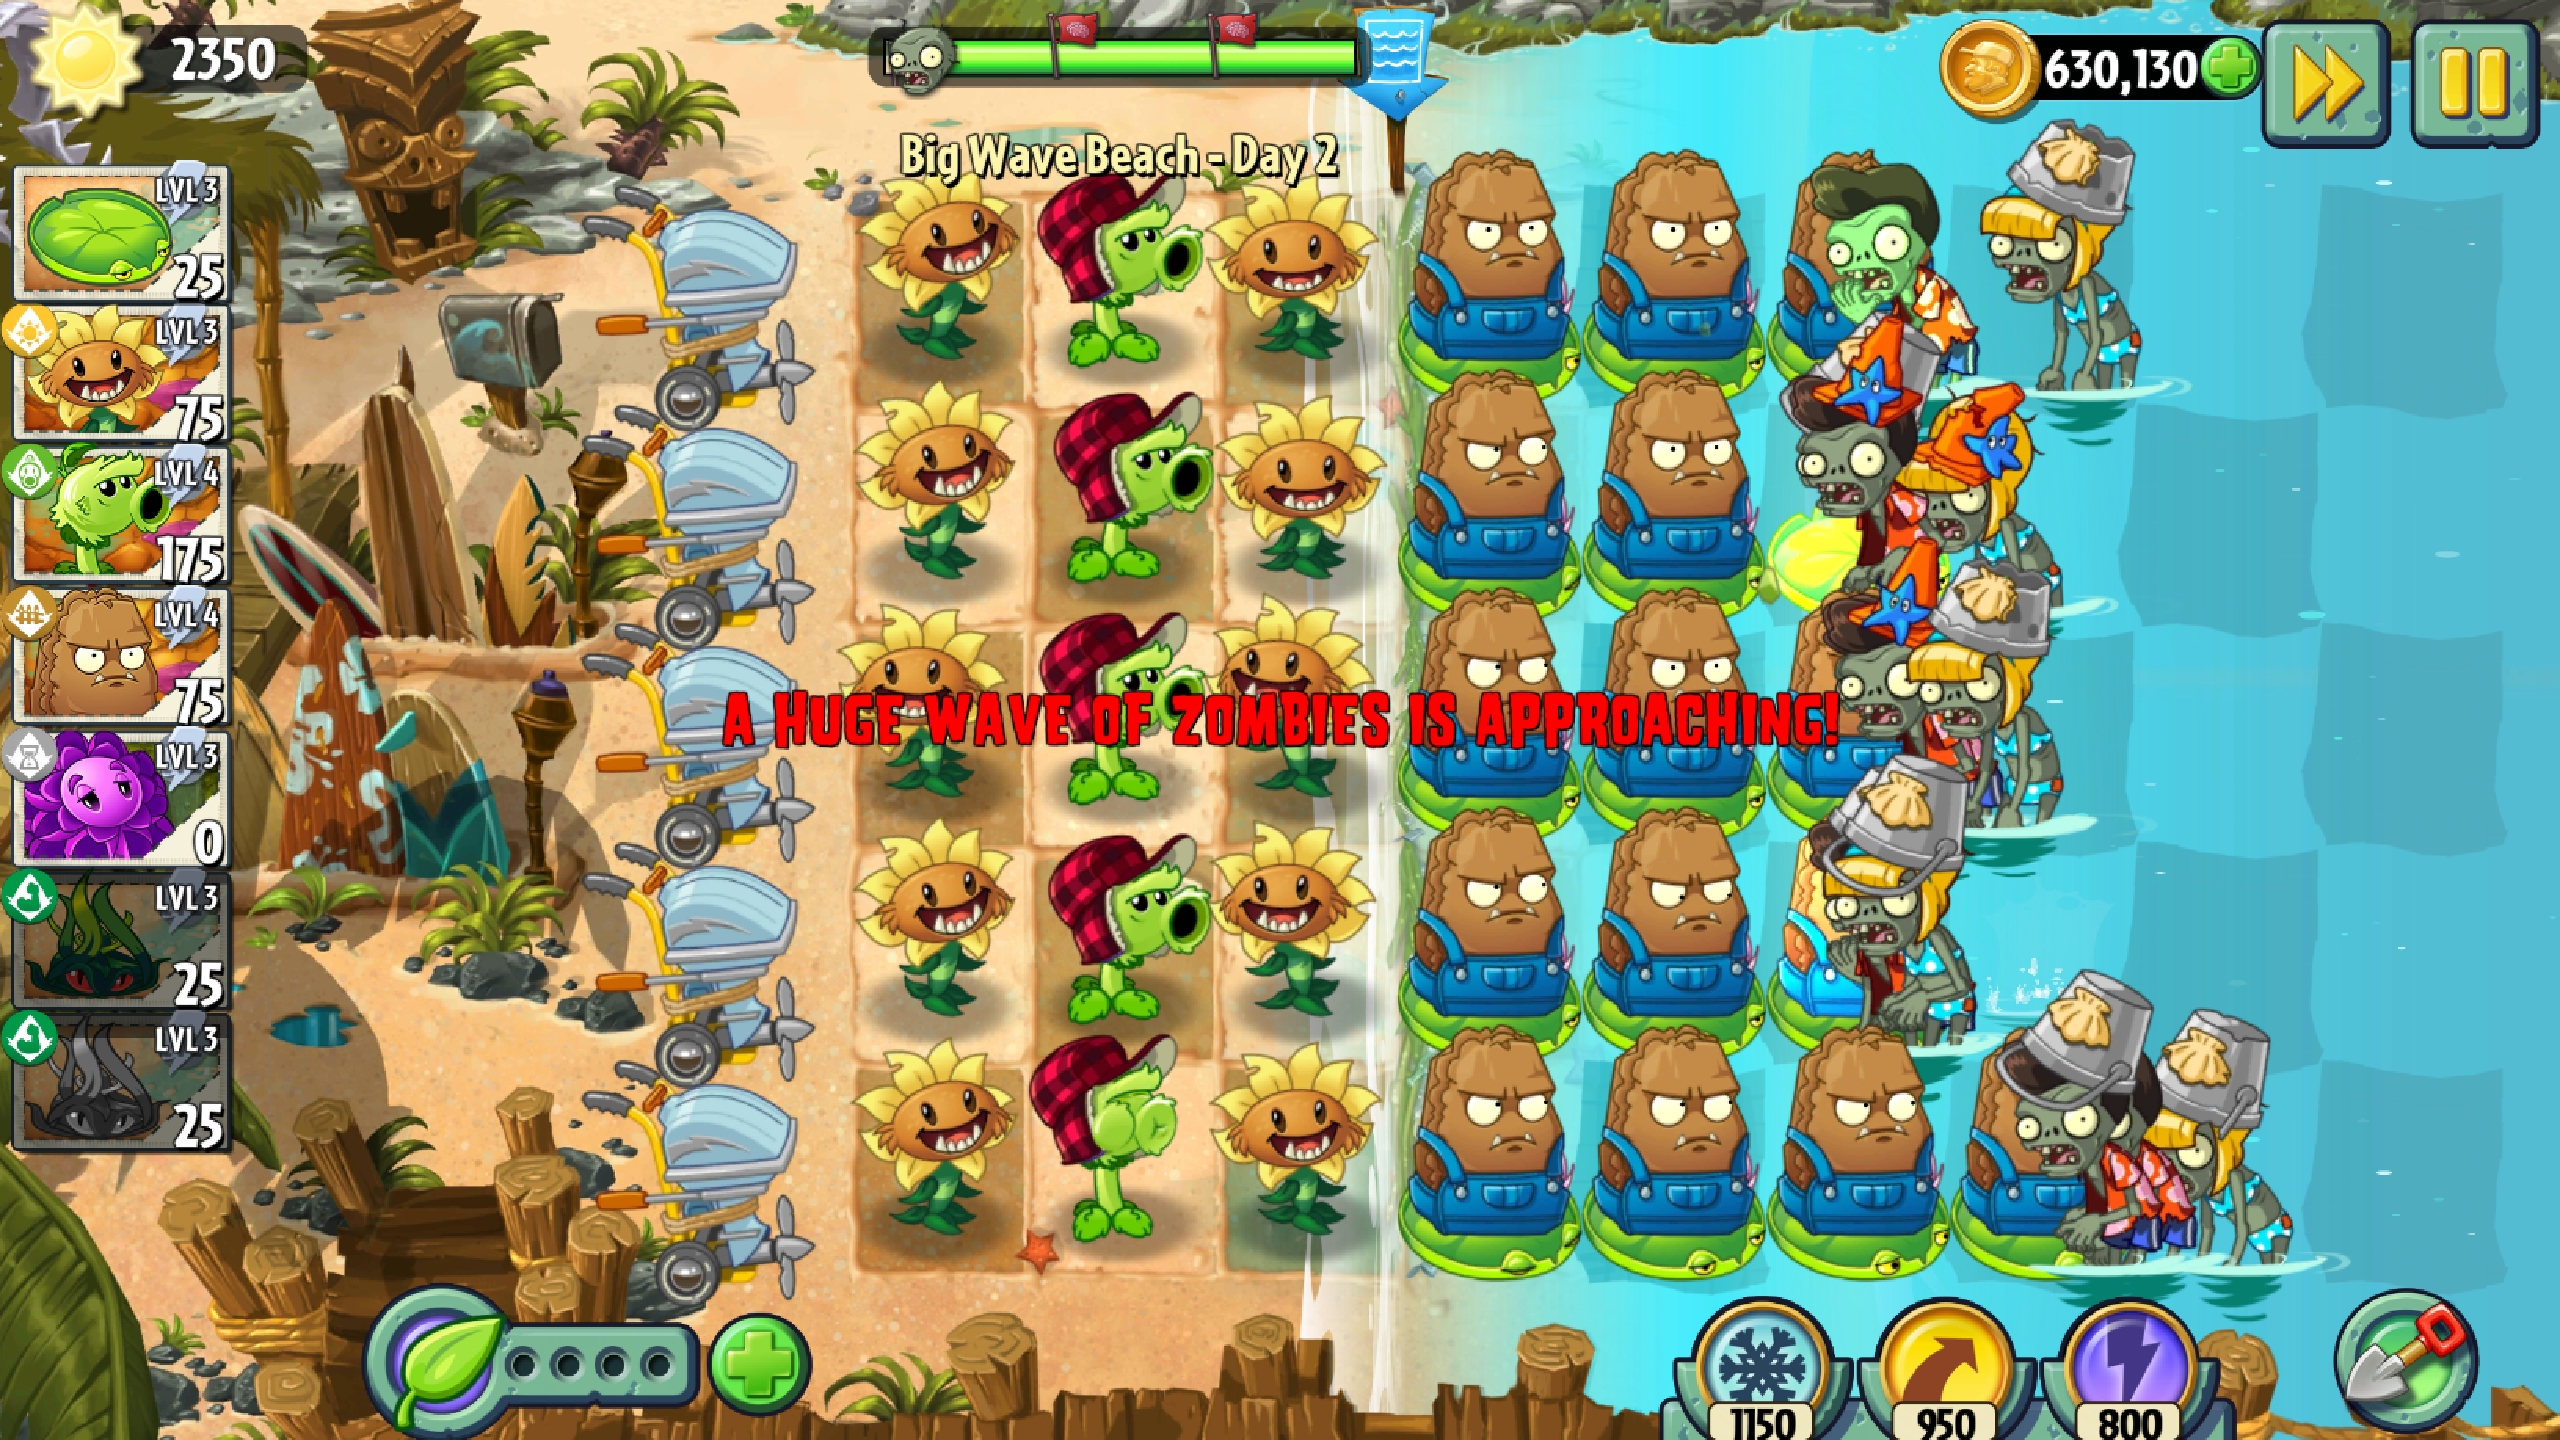 2350
630,130
Big Wave Beach - Day 2
LVL 3
25
LVL 3
75
LVL 4
175
LVL 4
75
LVL 3
0
LVL 3
25
LVL 3
25
A HUGE WAVE OF ZOMBIES IS APPROACHING!
1150
950
800